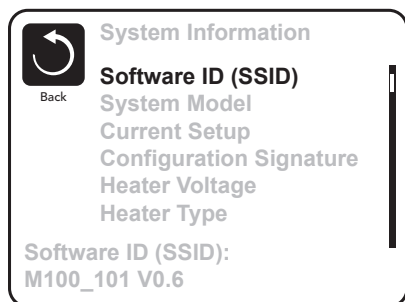 System Information
Back
Software ID (SSID)
System Model
Current Setup
Configuration Signature
Heater Voltage
Heater Type
Software ID (SSID):
M100_101 V0.6